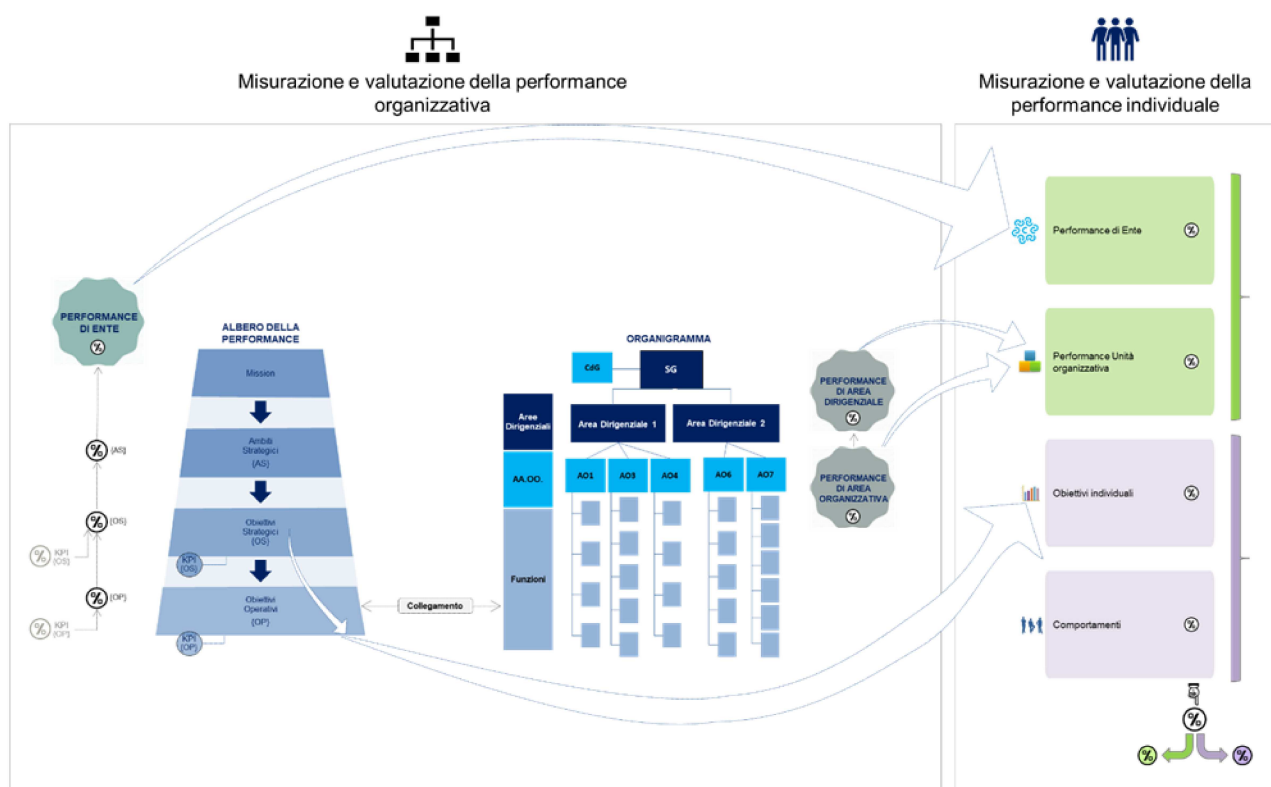 Misurazione e valutazione della performance
organizzativa
Misurazione e valutazione della
performance individuale
PERFORMANCE
DI ENTE
%
% (AS)
% (OS)
% KPI
(OS)
% (OP)
% KPI
(OP)
ALBERO DELLA
PERFORMANCE
Mission
Ambiti
Strategici
(AS)
Obiettivi
Strategici
(OS)
KPI
(OS)
Obiettivi
Operativi
(OP)
KPI
(OP)
Collegamento
ORGANIGRAMMA
CdG
SG
Aree
Dirigenziali
Area Dirigenziale 1
Area Dirigenziale 2
AA.OO.
AO1
AO3
AO4
AO6
AO7
Funzioni
PERFORMANCE
DI AREA
DIRIGENZIALE
%
PERFORMANCE
DI AREA
ORGANIZZATIVA
%
Performance di Ente %
Performance Unità
organizzativa %
Obiettivi individuali %
Comportamenti %
%
% %